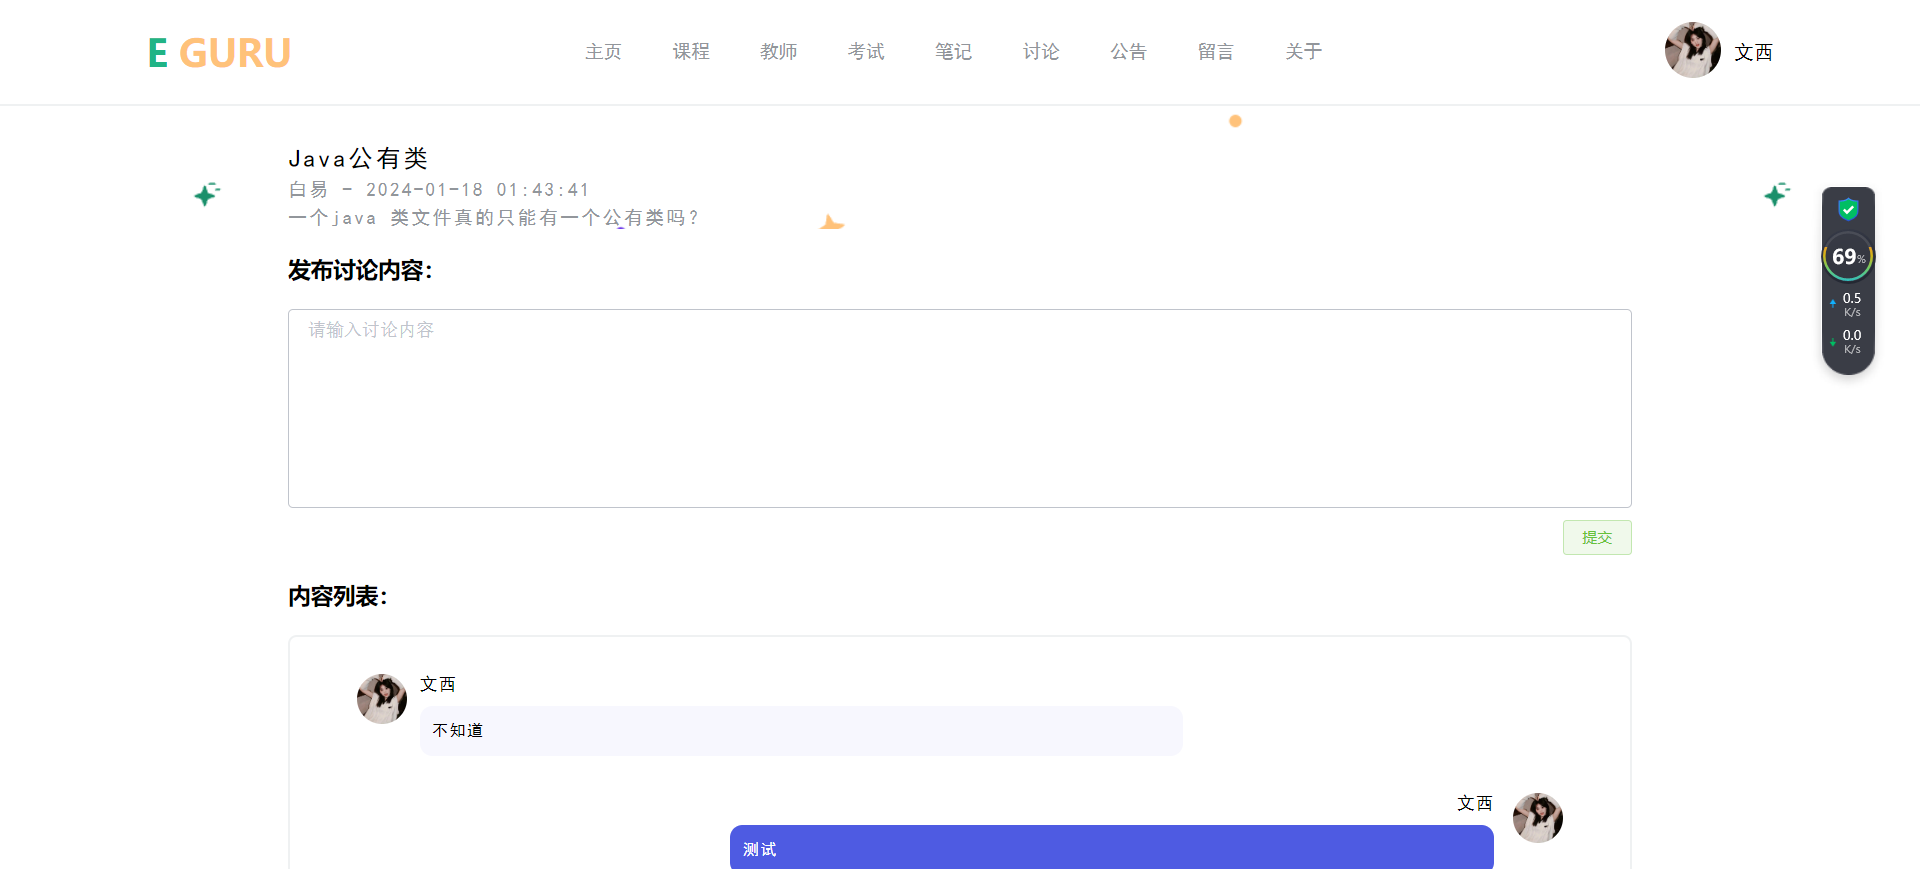 E GURU
主页 课程 教师 考试 笔记 讨论 公告 留言 关于
文西
Java公有类
白易 - 2024-01-18 01:43:41
一个java 类文件真的只能有一个公有类吗?
69%
0.5
K/s
0.0
K/s
发布讨论内容:
请输入讨论内容
提交
内容列表:
文西
不知道
文西
测试